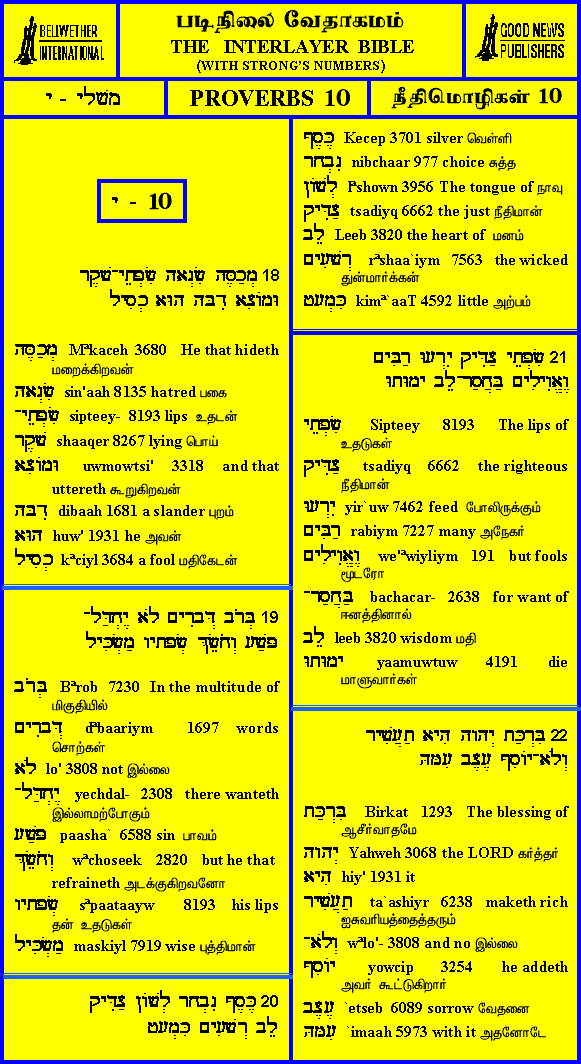 BELLWETHER
INTERNATIONAL
படிநிலை வேதாகமம்
THE INTERLAYER BIBLE
(WITH STRONG'S NUMBERS)
GOOD NEWS
PUBLISHERS
משלי - י
PROVERBS 10
நீதிமொழிகள் 10
י - 10
18 מְכַסֶּה שִׂנְאָה שִׂפְתֵי־שָׁקֶר
וּמוֹצִא דִבָּה הוּא כְסִיל
מְכַסֶּה Mªkaceh 3680 He that hideth
மறைக்கிறவன்
שִׂנְאָה sin'aah 8135 hatred பகை
שִׂפְתֵי־ sipteey- 8193 lips உதடன்
שָׁקֶר shaaqer 8267 lying பொய்
וּמוֹצִא uwmowtsi' 3318 and that
uttereth கூறுகிறவன்
דִבָּה dibaah 1681 a slander புறம்
הוּא huw' 1931 he அவன்
כְסִיל kªciyl 3684 a fool மதிகேடன்
19 בְּרֹב דְּבָרִים לֹא יֶחְדַּל־
פָּשַׁע וְחֹשֵׂךְ שְׂפָתָיו מַשְׂכִּיל
בְּרֹב Bªrob 7230 In the multitude of
மிகுதியில்
דְּבָרִים dªbaariym 1697 words
சொற்கள்
לֹא lo' 3808 not இல்லை
יֶחְדַּל־ yechdal- 2308 there wanteth
இல்லாமற்போகும்
פָּשַׁע paasha` 6588 sin பாவம்
וְחֹשֵׂךְ wªchoseek 2820 but he that
refraineth அடக்குகிறவனோ
שְׂפָתָיו sªpaataayw 8193 his lips
தன் உதடுகள்
מַשְׂכִּיל maskiyl 7919 wise புத்திமான்
20 כֶּסֶף נִבְחָר לְשׁוֹן צַדִּיק
לֵב רְשָׁעִים כִּמְעָט
כֶּסֶף Kecep 3701 silver வெள்ளி
נִבְחָר nibchaar 977 choice சுத்த
לְשׁוֹן lªshown 3956 The tongue of நாவு
צַדִּיק tsadiyq 6662 the just நீதிமான்
לֵב Leeb 3820 the heart of மனம்
רְשָׁעִים rªshaa`iym 7563 the wicked
துன்மார்க்கன்
כִּמְעָט kimª`aaT 4592 little அற்பம்
21 שִׂפְתֵי צַדִּיק יִרְעוּ רַבִּים
וֶאֱוִילִים בַּחֲסַר־לֵב יָמוּתוּ
שִׂפְתֵי Sipteey 8193 The lips of
உதடுகள்
צַדִּיק tsadiyq 6662 the righteous
நீதிமான்
יִרְעוּ yir`uw 7462 feed போலிருக்கும்
רַבִּים rabiym 7227 many அநேகர்
וֶאֱוִילִים we'ªwiyliym 191 but fools
மூடரோ
בַּחֲסַר־ bachacar- 2638 for want of
ஈனத்தினால்
לֵב leeb 3820 wisdom மதி
יָמוּתוּ yaamuwtuw 4191 die
மாளுவார்கள்
22 בִּרְכַּת יְהוָה הִיא תַעֲשִׁיר
וְלֹא־יוֹסִף עֶצֶב עִמָּהּ
בִּרְכַּת Birkat 1293 The blessing of
ஆசீர்வாதமே
יְהוָה Yahweh 3068 the LORD கர்த்தர்
הִיא hiy' 1931 it
תַעֲשִׁיר ta`ashiyr 6238 maketh rich
ஐசுவரியத்தைத்தரும்
וְלֹא־ wªlo'- 3808 and no இல்லை
יוֹסִף yowcip 3254 he addeth
அவர் கூட்டுகிறார்
עֶצֶב `etseb 6089 sorrow வேதனை
עִמָּהּ `imaah 5973 with it அதனோடே